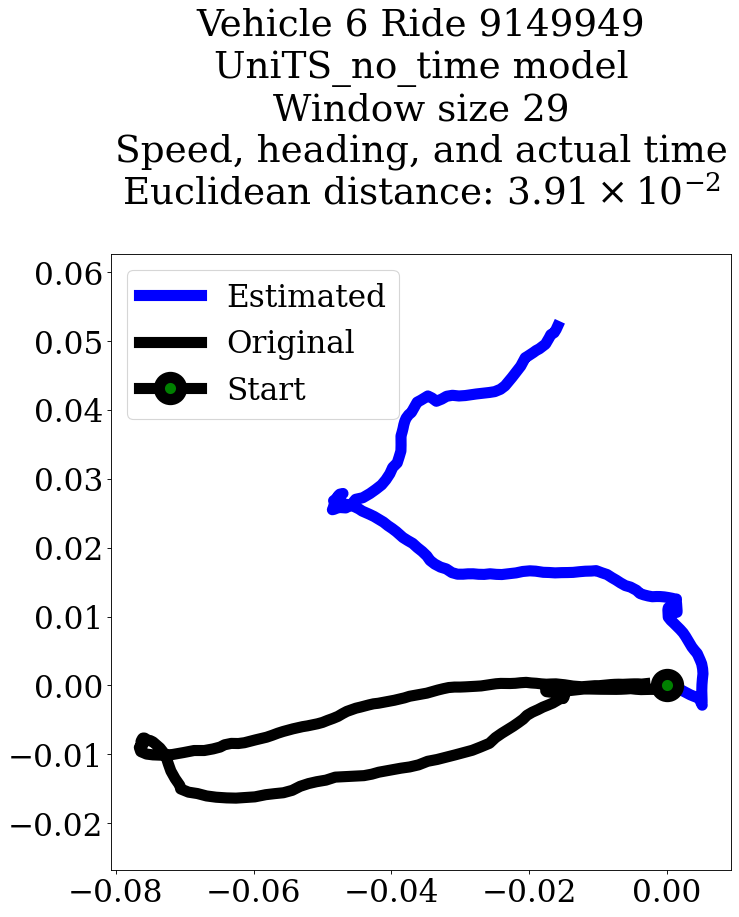 Vehicle 6 Ride 9149949
UniTS_no_time model
Window size 29
Speed, heading, and actual time
Euclidean distance: 3.91 × 10⁻²
Estimated
Original
Start
0.06
0.05
0.04
0.03
0.02
0.01
0.00
−0.01
−0.02
−0.08 −0.06 −0.04 −0.02 0.00